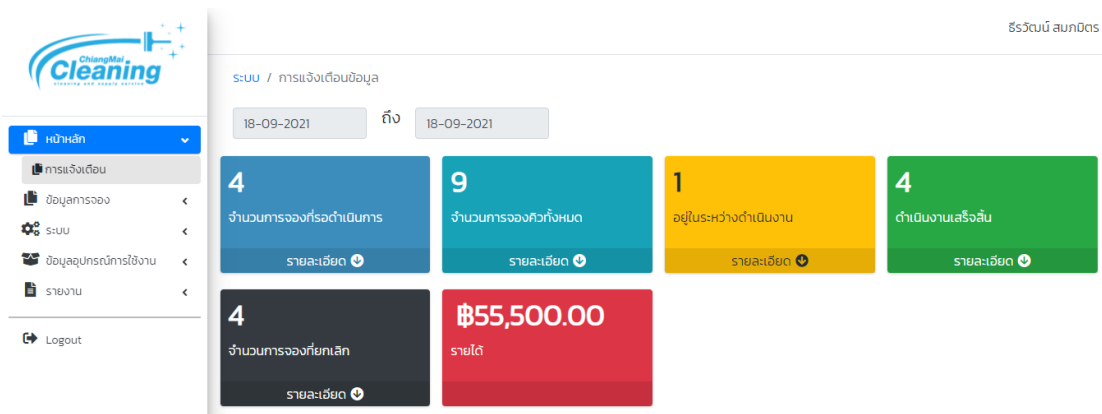 ChiangMai
Cleaning
cleaning and supply service
หน้าหลัก
การแจ้งเตือน
ข้อมูลการจอง
ระบบ
ข้อมูลอุปกรณ์การใช้งาน
รายงาน
Logout
ธีรวัฒน์ สมภมิตร
ระบบ / การแจ้งเตือนข้อมูล
18-09-2021 ถึง 18-09-2021
4
จำนวนการจองที่รอดำเนินการ
รายละเอียด
9
จำนวนการจองคิวทั้งหมด
รายละเอียด
1
อยู่ในระหว่างดำเนินงาน
รายละเอียด
4
ดำเนินงานเสร็จสิ้น
รายละเอียด
4
จำนวนการจองที่ยกเลิก
รายละเอียด
฿55,500.00
รายได้